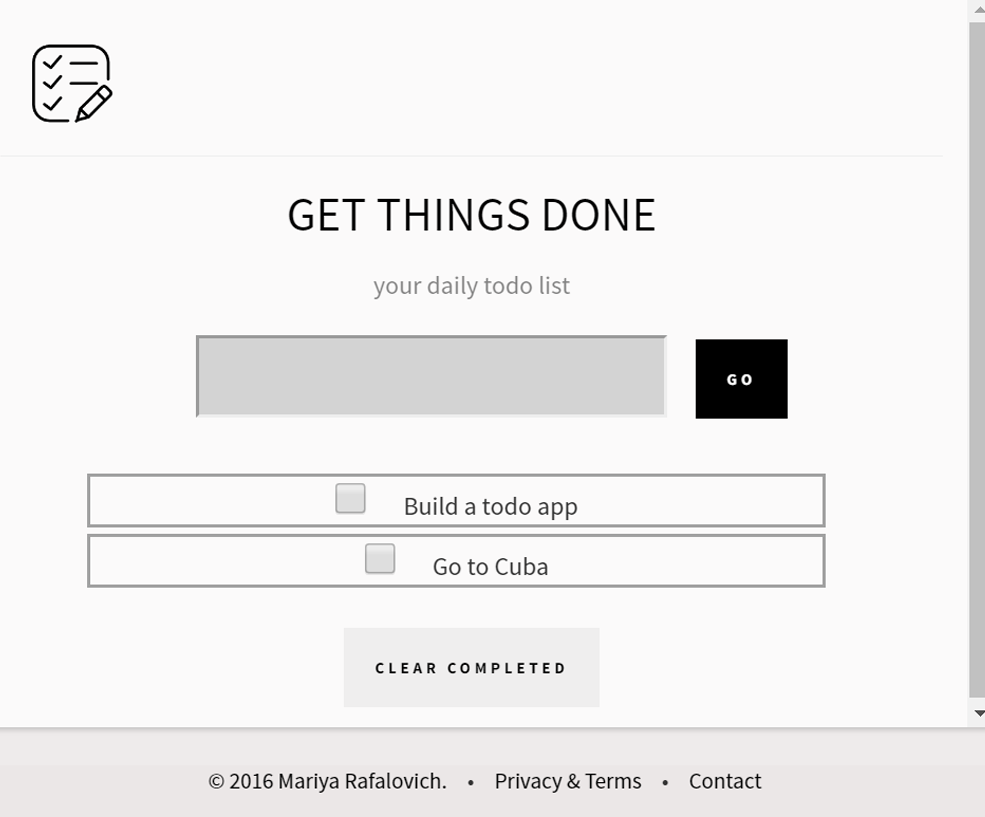 GET THINGS DONE
your daily todo list
GO
Build a todo app
Go to Cuba
CLEAR COMPLETED
© 2016 Mariya Rafalovich. • Privacy & Terms • Contact